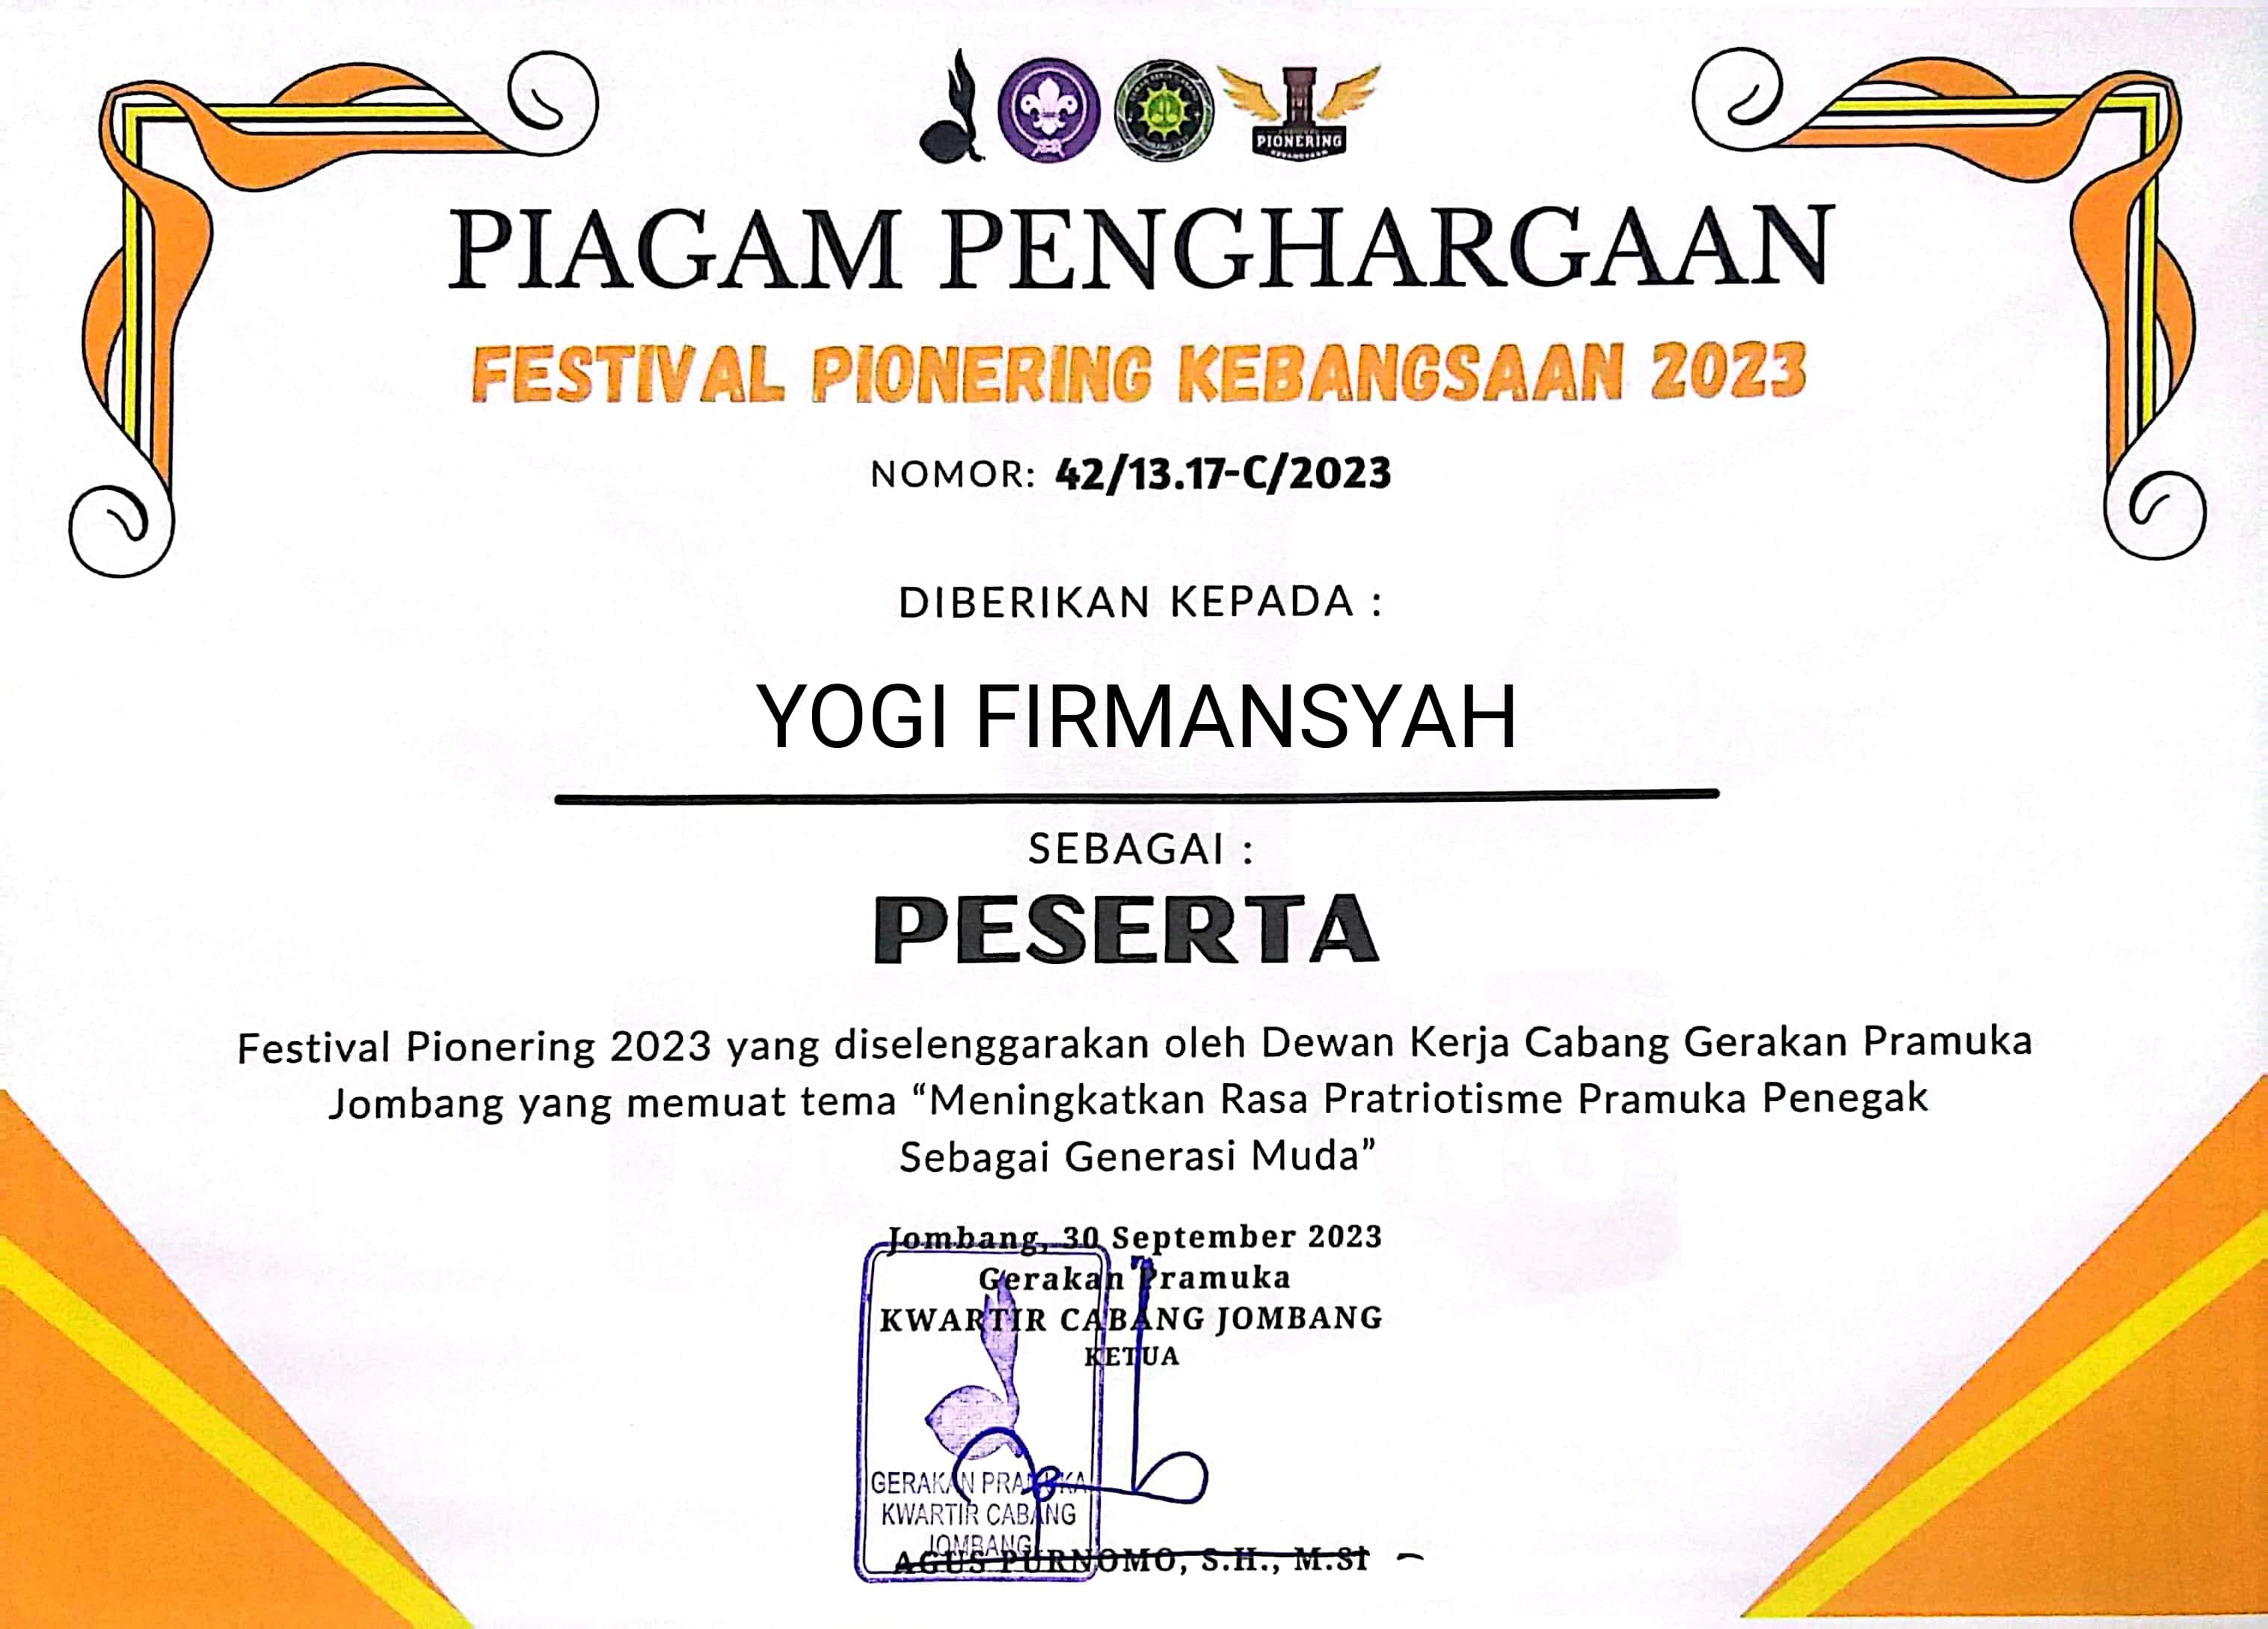 PIONERING
PIAGAM PENGHARGAAN
FESTIVAL PIONERING KEBANGSAAN 2023
NOMOR: 42/13.17-C/2023
DIBERIKAN KEPADA :
YOGI FIRMANSYAH
SEBAGAI :
PESERTA
Festival Pionering 2023 yang diselenggarakan oleh Dewan Kerja Cabang Gerakan Pramuka
Jombang yang memuat tema “Meningkatkan Rasa Pratriotisme Pramuka Penegak
Sebagai Generasi Muda”
Jombang, 30 September 2023
Gerakan Pramuka
KWARTIR CABANG JOMBANG
KETUA
GERAKAN PRAMUKA
KWARTIR CABANG
JOMBANG
AGUS PURNOMO, S.H., M.Si